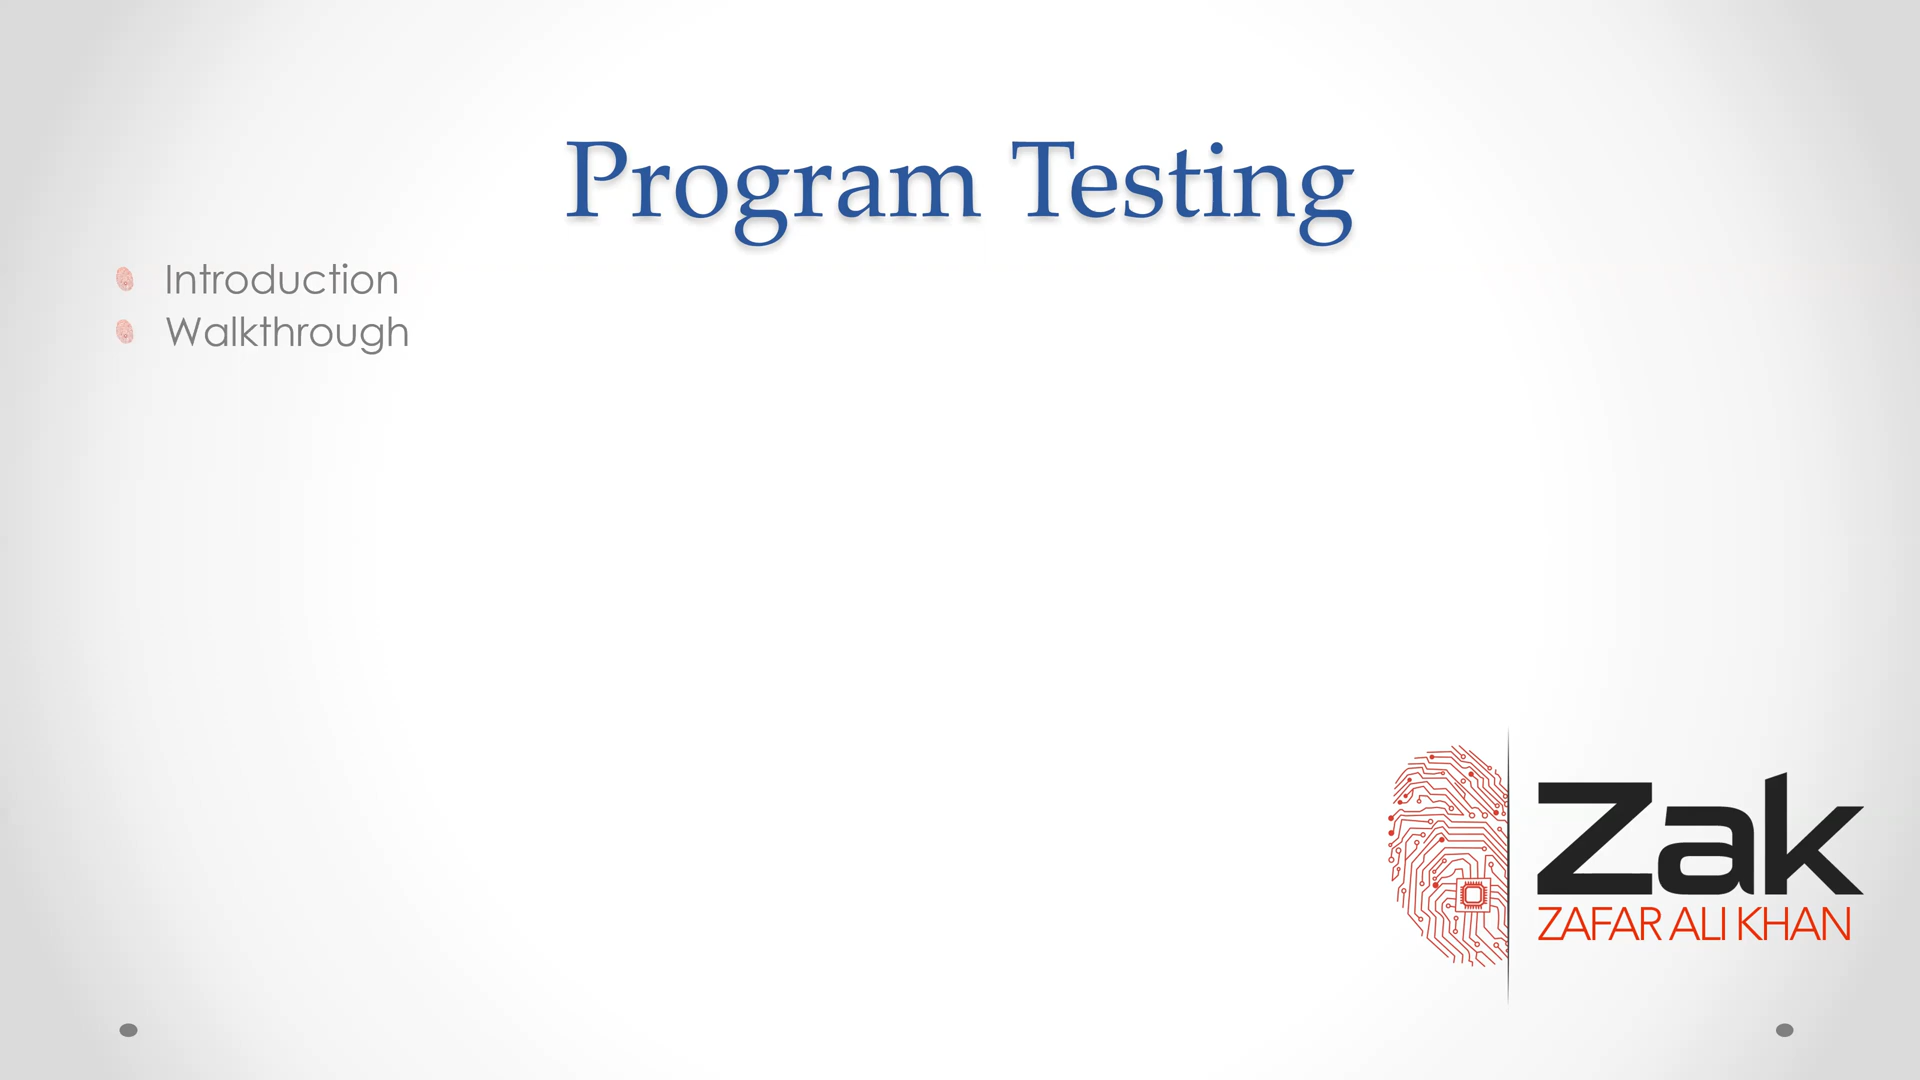 Program Testing
Introduction
Walkthrough
Zak
ZAFAR ALI KHAN